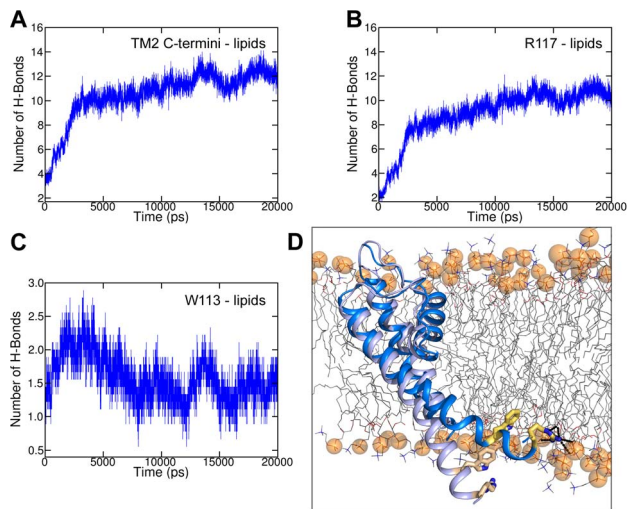 A
TM2 C-termini - lipids
Number of H-Bonds
16
14
12
10
8
6
4
2
0
5000
10000
15000
20000
Time (ps)
B
R117 - lipids
Number of H-Bonds
16
14
12
10
8
6
4
2
0
5000
10000
15000
20000
Time (ps)
C
W113 - lipids
Number of H-Bonds
3.0
2.5
2.0
1.5
1.0
0.5
0
5000
10000
15000
20000
Time (ps)
D